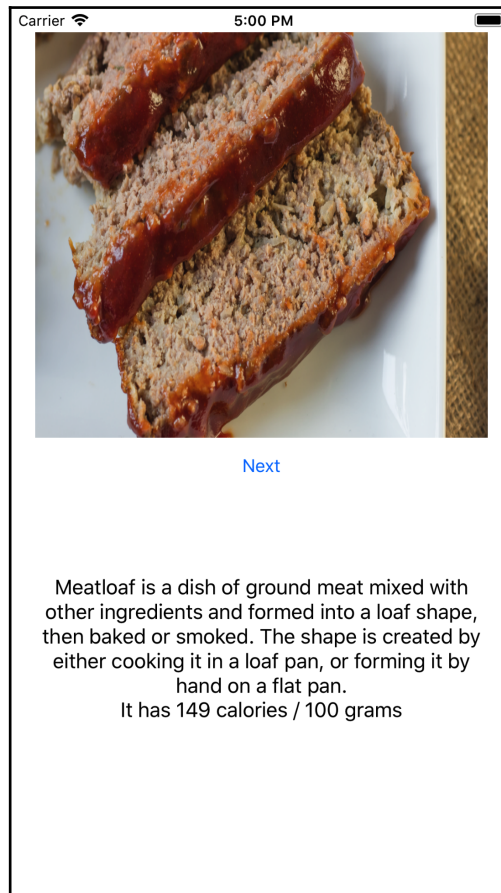 Carrier 5:00 PM
Next
Meatloaf is a dish of ground meat mixed with
other ingredients and formed into a loaf shape,
then baked or smoked. The shape is created by
either cooking it in a loaf pan, or forming it by
hand on a flat pan.
It has 149 calories / 100 grams